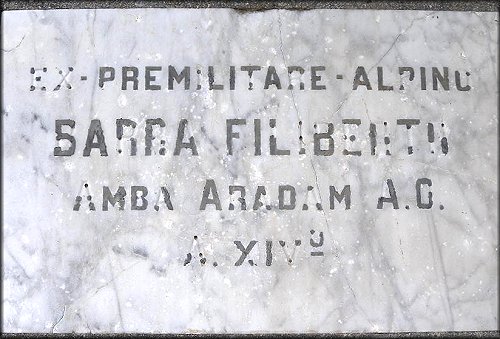 EX-PREMILITARE-ALPINO
SARRA FILIBERTO
AMBA ARADAM A.O.
A. XIVº